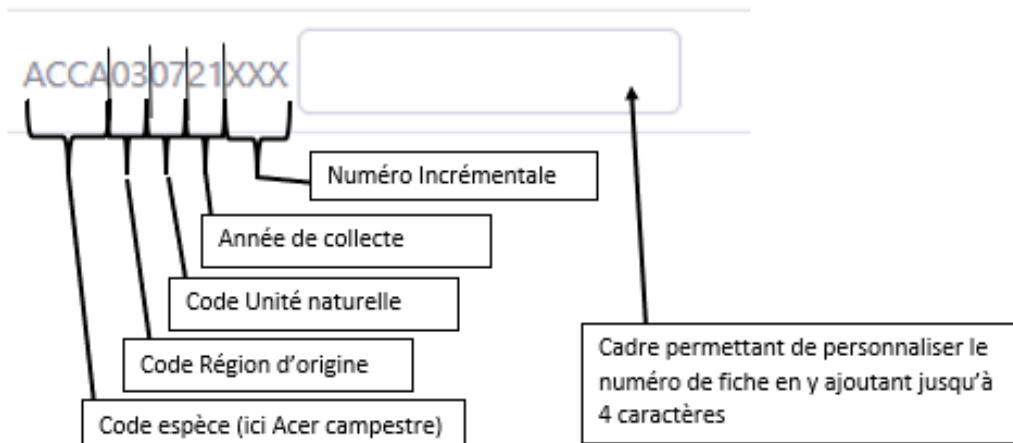 ACCA030721XXX
Numéro Incrémentale
Année de collecte
Code Unité naturelle
Code Région d'origine
Code espèce (ici Acer campestre)
Cadre permettant de personnaliser le
numéro de fiche en y ajoutant jusqu'à
4 caractères